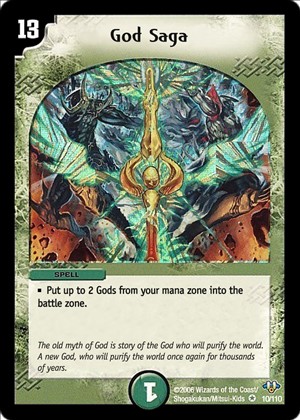 13
God Saga
SPELL
▪ Put up to 2 Gods from your mana zone into the
battle zone.
The old myth of God is story of the God who will purify the world.
A new God, who will purify the world once again for thousands
of years.
1
©2006 Wizards of the Coast/
Shogakukan/Mitsui-Kids ✪ 10/110